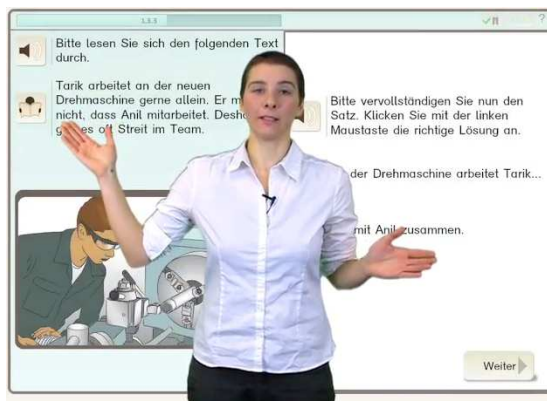 1.3.3
?
Bitte lesen Sie sich den folgenden Text
durch.
Tarik arbeitet an der neuen
Drehmaschine gerne allein. Er
nicht, dass Anil mitarbeitet.
oft Streit im Team.
Bitte vervollständigen Sie nun den
Satz. Klicken Sie mit der linken
Maustaste die richtige Lösung an.
der Drehmaschine arbeitet Tarik...
mit Anil zusammen.
Weiter